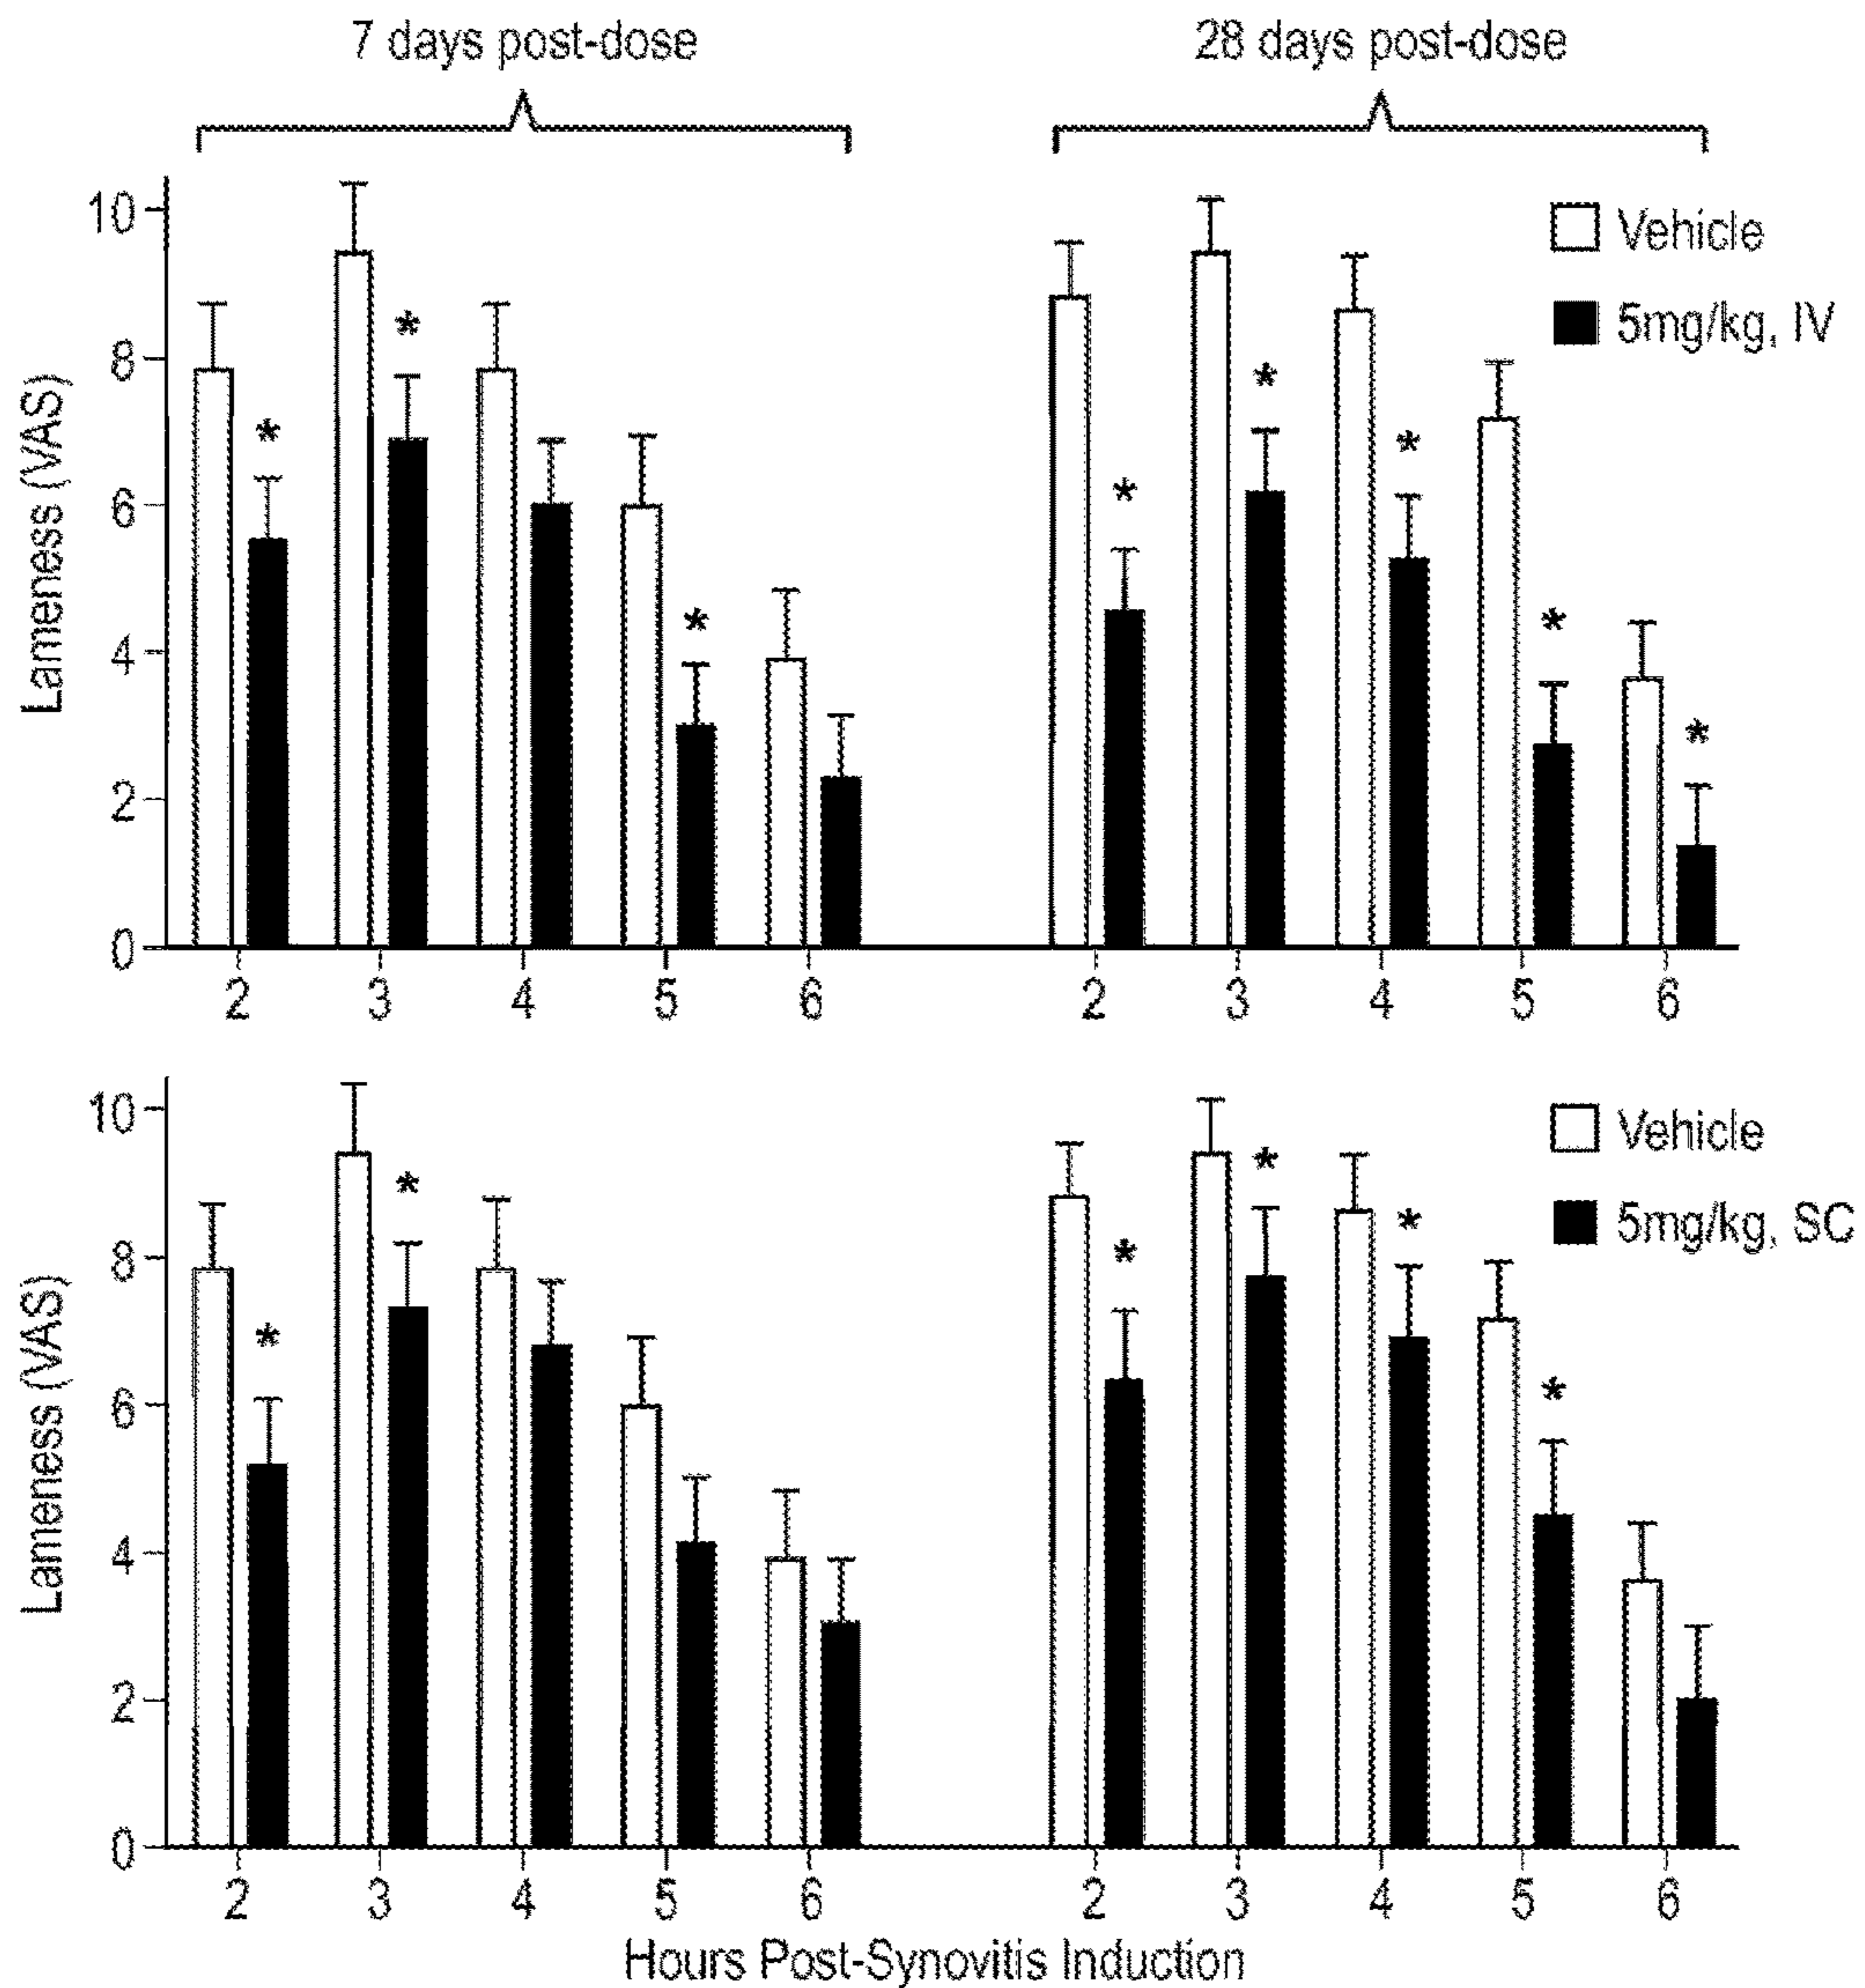 7 days post-dose
28 days post-dose
Lameness (VAS)
10
8
6
4
2
0
Vehicle
5mg/kg, IV
*
*
*
*
*
*
*
*
2 3 4 5 6
2 3 4 5 6
Lameness (VAS)
10
8
6
4
2
0
Vehicle
5mg/kg, SC
*
*
*
*
*
*
2 3 4 5 6
2 3 4 5 6
Hours Post-Synovitis Induction